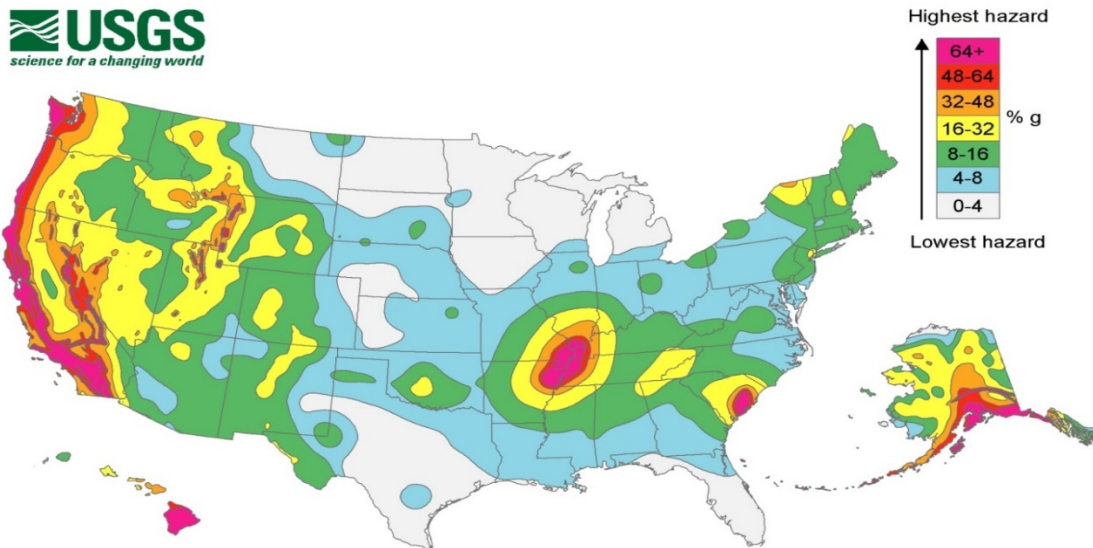 USGS
science for a changing world
Highest hazard
64+
48-64
32-48
16-32
8-16
4-8
0-4
% g
Lowest hazard